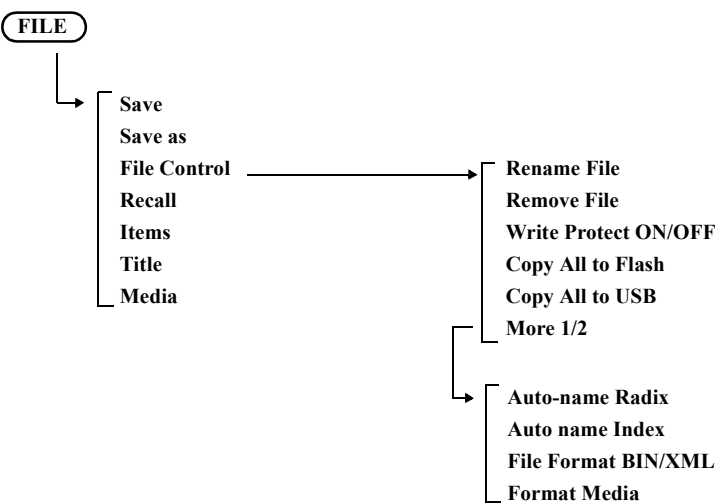 FILE
Save
Save as
File Control
Recall
Items
Title
Media
Rename File
Remove File
Write Protect ON/OFF
Copy All to Flash
Copy All to USB
More 1/2
Auto-name Radix
Auto name Index
File Format BIN/XML
Format Media